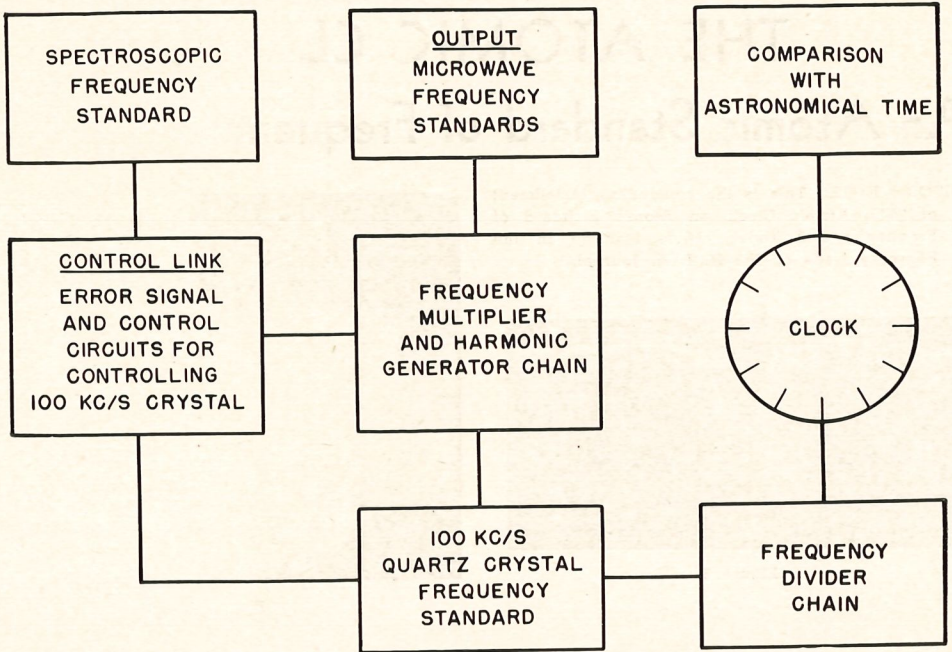 SPECTROSCOPIC
FREQUENCY
STANDARD
OUTPUT
MICROWAVE
FREQUENCY
STANDARDS
COMPARISON
WITH
ASTRONOMICAL TIME
CONTROL LINK
ERROR SIGNAL
AND CONTROL
CIRCUITS FOR
CONTROLLING
100 KC/S CRYSTAL
FREQUENCY
MULTIPLIER
AND HARMONIC
GENERATOR CHAIN
CLOCK
100 KC/S
QUARTZ CRYSTAL
FREQUENCY
STANDARD
FREQUENCY
DIVIDER
CHAIN